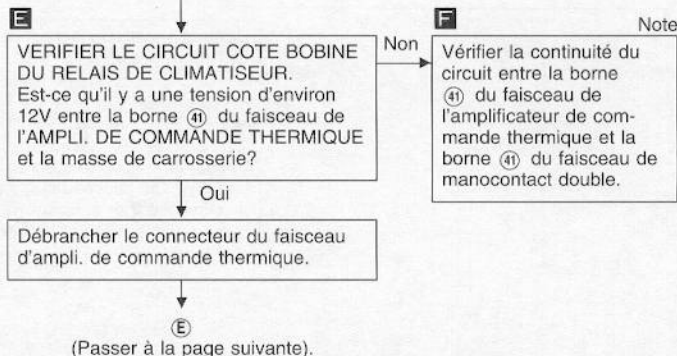 E
VERIFIER LE CIRCUIT COTE BOBINE
DU RELAIS DE CLIMATISEUR.
Est-ce qu'il y a une tension d'environ
12V entre la borne ㊶ du faisceau de
l'AMPLI. DE COMMANDE THERMIQUE
et la masse de carrosserie?
Non
F
Note
Vérifier la continuité du
circuit entre la borne
㊶ du faisceau de
l'amplificateur de com-
mande thermique et la
borne ㊶ du faisceau de
manocontact double.
Oui
Débrancher le connecteur du faisceau
d'ampli. de commande thermique.
Ⓔ
(Passer à la page suivante).